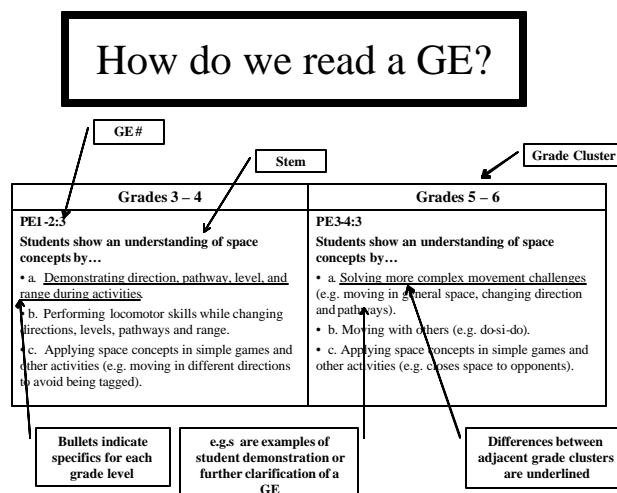 How do we read a GE?
GE#
Stem
Grade Cluster
Grades 3 – 4
PE1-2:3
Students show an understanding of space
concepts by…
• a. Demonstrating direction, pathway, level, and
range during activities.
• b. Performing locomotor skills while changing
directions, levels, pathways and range.
• c. Applying space concepts in simple games and
other activities (e.g. moving in different directions
to avoid being tagged).
Grades 5 – 6
PE3-4:3
Students show an understanding of space
concepts by…
• a. Solving more complex movement challenges
(e.g. moving in general space, changing direction
and pathways).
• b. Moving with others (e.g. do-si-do).
• c. Applying space concepts in simple games and
other activities (e.g. closes space to opponents).
Bullets indicate
specifics for each
grade level
e.g.s are examples of
student demonstration or
further clarification of a
GE
Differences between
adjacent grade clusters
are underlined